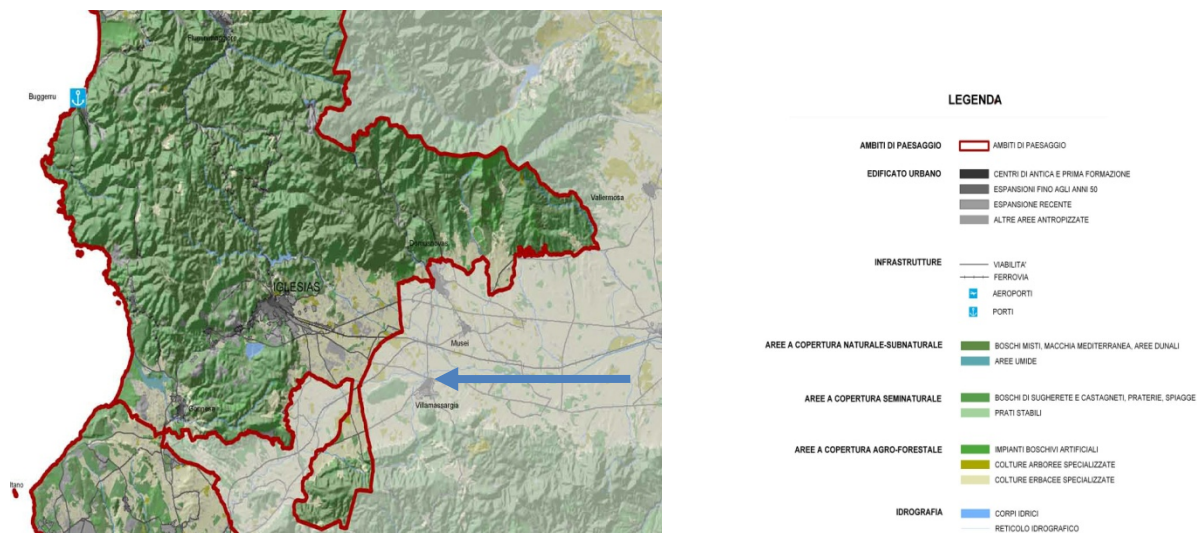 Fluminimaggiore
Buggerru
Vallermosa
Domusnovas
IGLESIAS
Musei
Villamassargia
Gonnesa
LEGENDA
AMBITI DI PAESAGGIO
AMBITI DI PAESAGGIO
EDIFICATO URBANO
CENTRI DI ANTICA E PRIMA FORMAZIONE
ESPANSIONI FINO AGLI ANNI 50
ESPANSIONE RECENTE
ALTRE AREE ANTROPIZZATE
INFRASTRUTTURE
VIABILITA'
FERROVIA
AEROPORTI
PORTI
AREE A COPERTURA NATURALE-SUBNATURALE
BOSCHI MISTI, MACCHIA MEDITERRANEA, AREE DUNALI
AREE UMIDE
AREE A COPERTURA SEMINATURALE
BOSCHI DI SUGHERETE E CASTAGNETI, PRATERIE, SPIAGGE
PRATI STABILI
AREE A COPERTURA AGRO-FORESTALE
IMPIANTI BOSCHIVI ARTIFICIALI
COLTURE ARBOREE SPECIALIZZATE
COLTURE ERBACEE SPECIALIZZATE
IDROGRAFIA
CORPI IDRICI
RETICOLO IDROGRAFICO